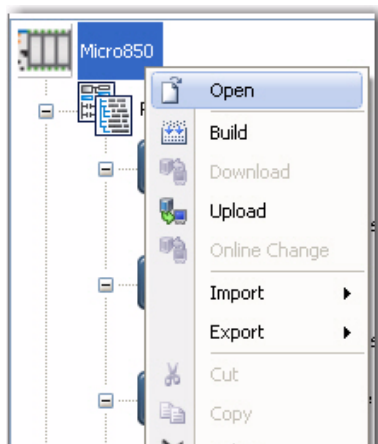 Micro850
Open
Build
Download
Upload
Online Change
Import
Export
Cut
Copy